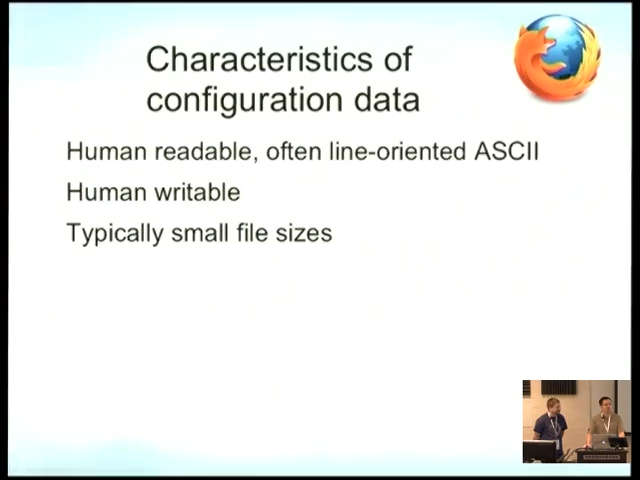 Characteristics of
configuration data
Human readable, often line-oriented ASCII
Human writable
Typically small file sizes